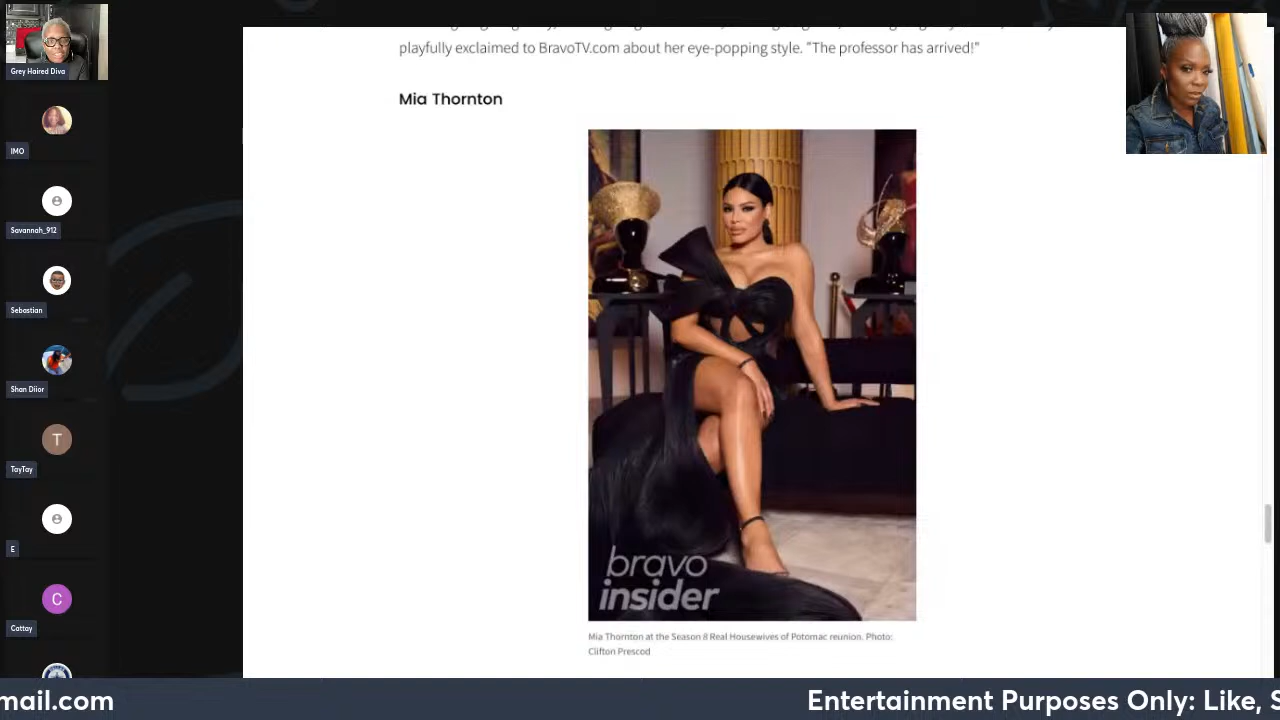 playfully exclaimed to BravoTV.com about her eye-popping style. “The professor has arrived!”
Mia Thornton
bravo
insider
Mia Thornton at the Season 8 Real Housewives of Potomac reunion. Photo:
Clifton Prescod
Grey Haired Diva
IMO
Savannah_912
Sebastian
Shan Diior
T
TayTay
E
C
Cattay
mail.com
Entertainment Purposes Only: Like, S